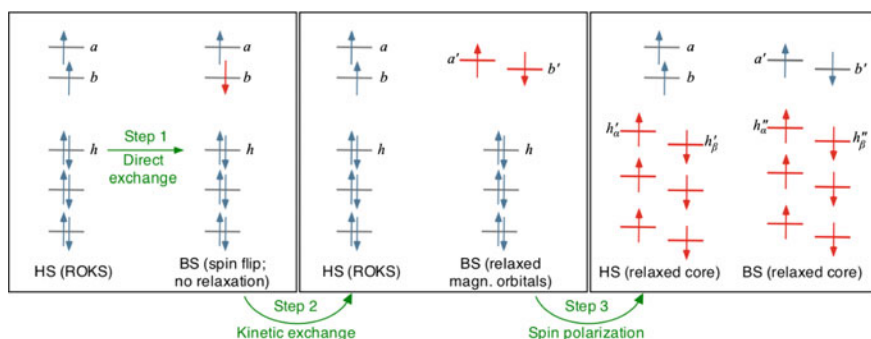 a
b
h
HS (ROKS)
Step 1
Direct
exchange
a
b
BS (spin flip;
no relaxation)
a
b
h
HS (ROKS)
a′
b′
h
BS (relaxed
magn. orbitals)
a
b
h′α
h′β
HS (relaxed core)
a′
b′
h″α
h″β
BS (relaxed core)
Step 2
Kinetic exchange
Step 3
Spin polarization